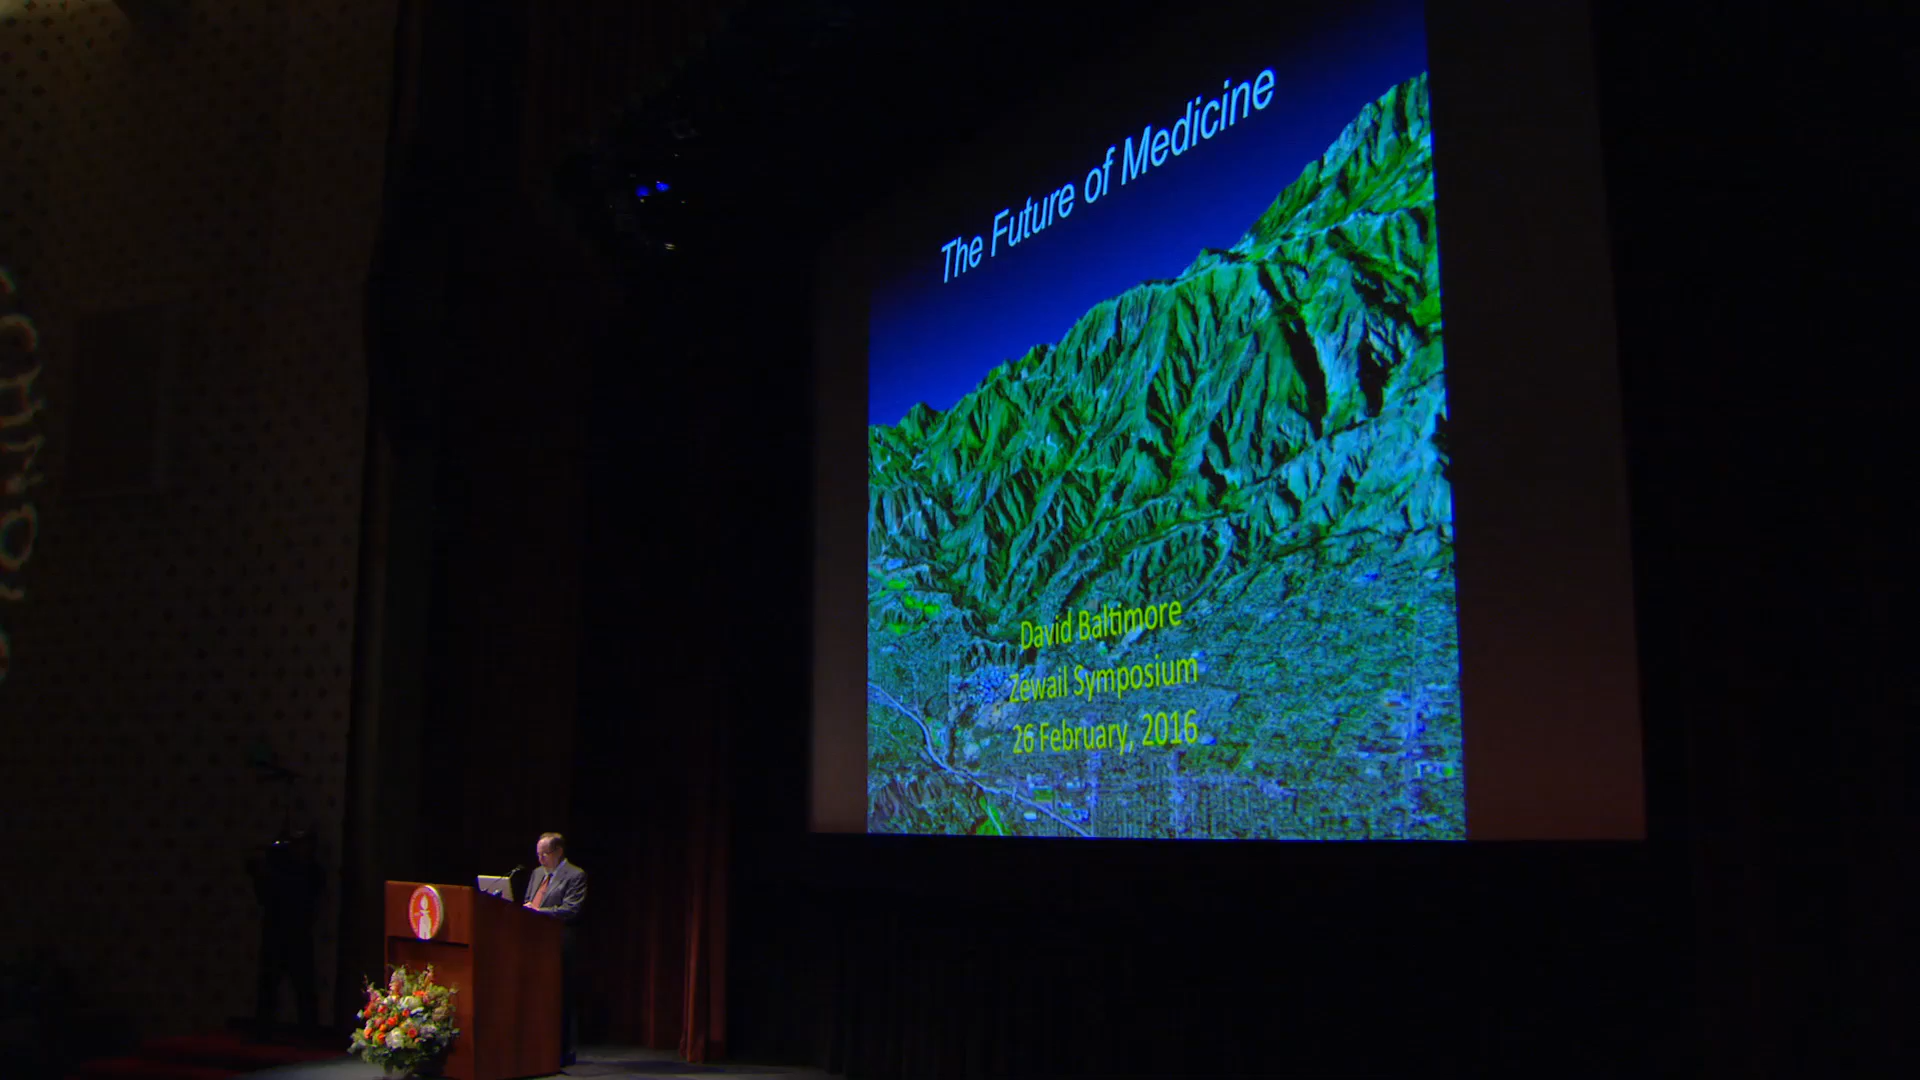 The Future of Medicine
David Baltimore
Zewail Symposium
26 February, 2016